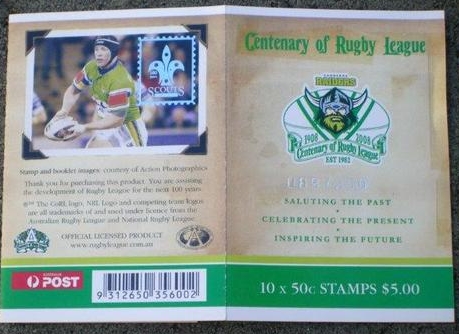 SCOUTS
Stamp and booklet images: courtesy of Action Photographics
Thank you for purchasing this product. You are assisting
the development of Rugby League for the next 100 years.
®™ The CoRL logo, NRL Logo and competing team logos
are all trademarks of and used under licence from the
Australian Rugby League and National Rugby League.
OFFICIAL LICENSED PRODUCT
www.rugbyleague.com.au
AUSTRALIA
POST
9 312650 356002
Centenary of Rugby League
CANBERRA
RAIDERS
1908 2008
Centenary of Rugby League
EST 1982
SALUTING THE PAST
•
CELEBRATING THE PRESENT
•
INSPIRING THE FUTURE
10 x 50c STAMPS $5.00